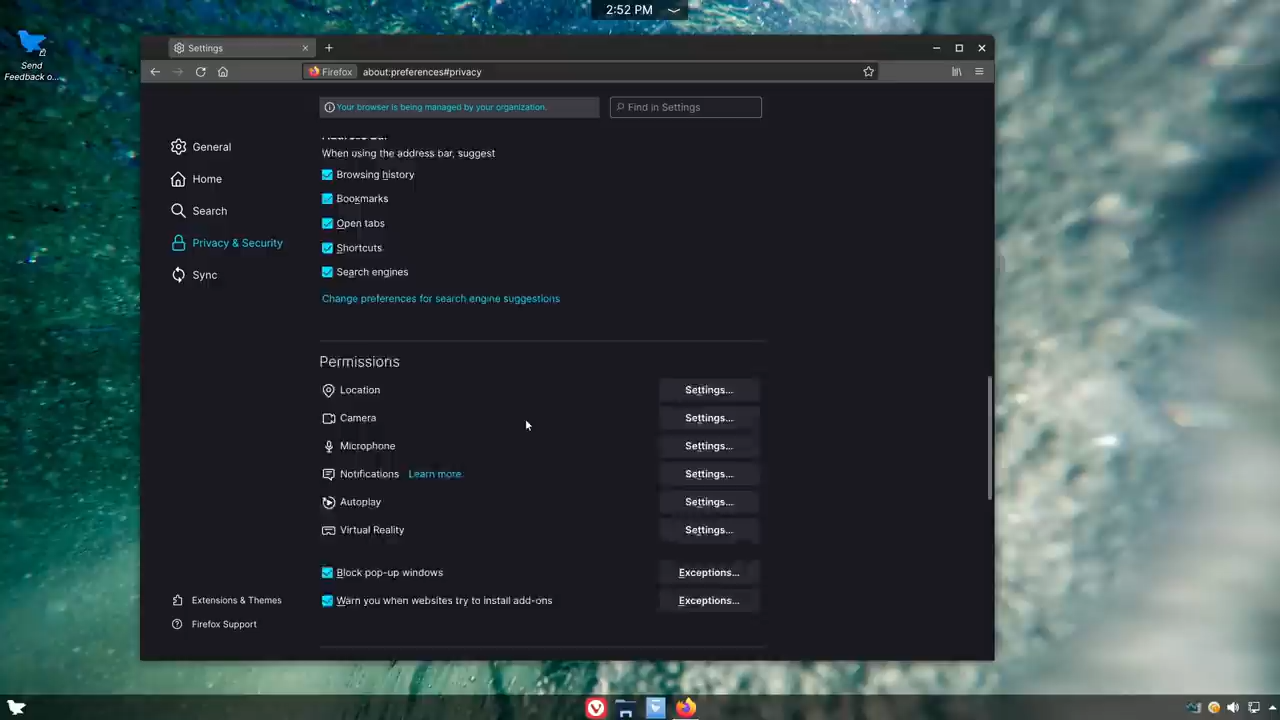 2:52 PM
Send
Feedback o...
Settings
Firefox
about:preferences#privacy
Your browser is being managed by your organization.
Find in Settings
General
Home
Search
Privacy & Security
Sync
Extensions & Themes
Firefox Support
Address Bar
When using the address bar, suggest
Browsing history
Bookmarks
Open tabs
Shortcuts
Search engines
Change preferences for search engine suggestions
Permissions
Location Settings...
Camera Settings...
Microphone Settings...
Notifications Learn more Settings...
Autoplay Settings...
Virtual Reality Settings...
Block pop-up windows Exceptions...
Warn you when websites try to install add-ons Exceptions...